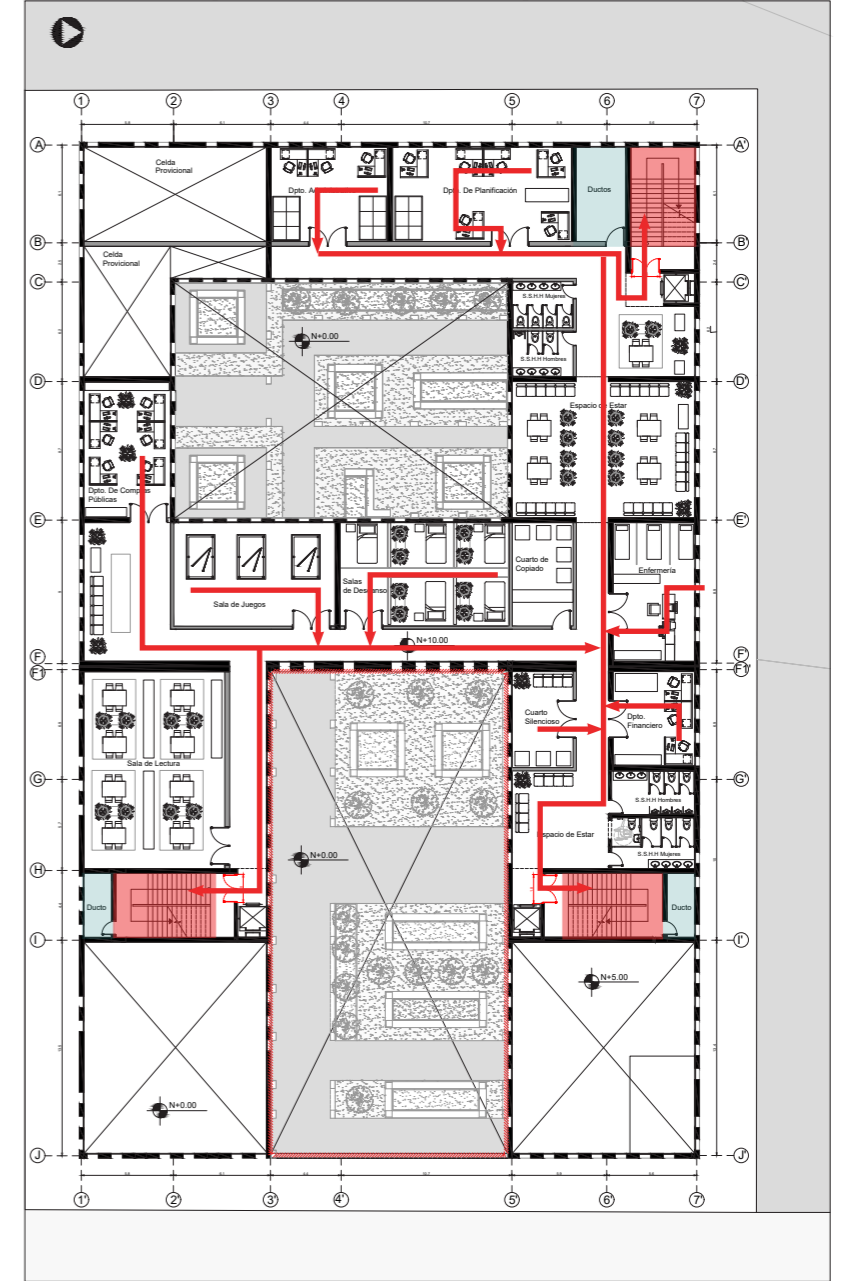 1 2 3 4 5 6 7
A A'
Celda
Provicional
Dpto. De Planificación
Ductos
B B'
Celda
Provicional
C C'
S.S.H.H Mujeres
N+0.00
S.S.H.H Hombres
D D'
Espacio de Estar
Dpto. De Compras
Públicas
E E'
Cuarto de
Copiado
Enfermería
Salas
de Descanso
Sala de Juegos
N+10.00
F F'
F1 F1'
Cuarto
Silencioso
Dpto.
Financiero
Sala de Lectura
G G'
S.S.H.H Hombres
Espacio de Estar
N+0.00
S.S.H.H Mujeres
H H'
Ducto
Ducto
I I'
N+5.00
N+0.00
J J'
1' 2' 3' 4' 5' 6' 7'